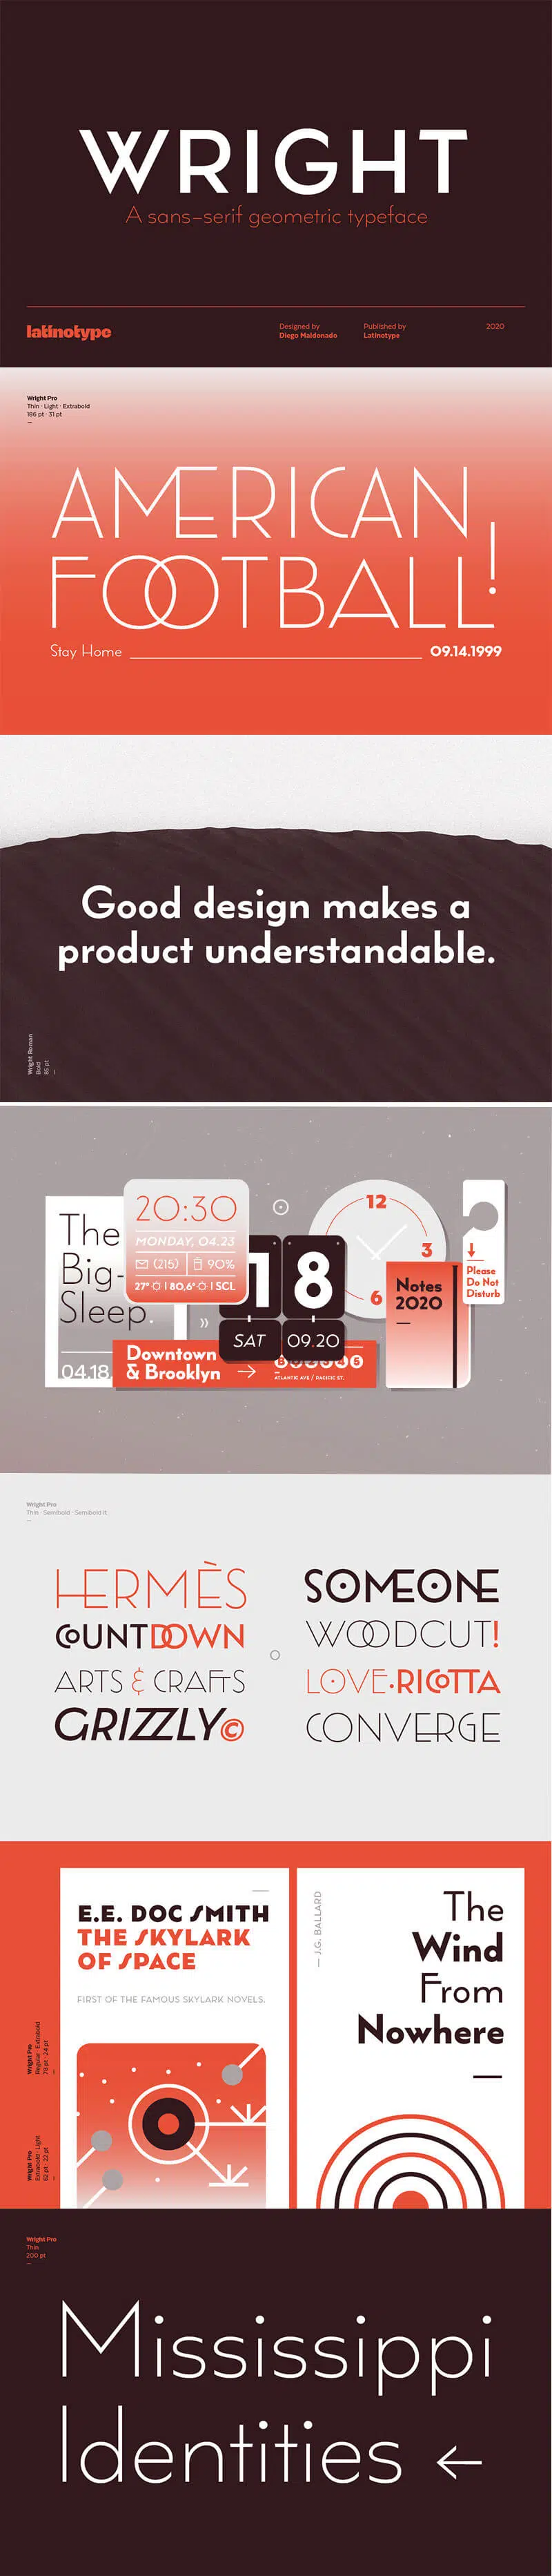 WRIGHT
A sans-serif geometric typeface
latinotype
Designed by
Diego Maldonado
Published by
Latinotype
2020
Wright Pro
Thin · Light · Extrabold
186 pt · 31 pt
AMERICAN
FOOTBALL!
Stay Home
09.14.1999
Good design makes a
product understandable.
Wright Roman
Bold
85 pt
The
Big-
Sleep.
04.18
20:30
MONDAY, 04.23
(215)
90%
27° | 80,6° | SCL
18
SAT
09.20
12
3
6
Notes
2020
Please
Do Not
Disturb
Downtown
& Brooklyn
ATLANTIC AVE / PACIFIC ST.
Wright Pro
Thin · Semibold · Semibold It
HERMÈS
COUNTDOWN
ARTS & CRAFTS
GRIZZLY©
SOMEONE
WOODCUT!
LOVE·RICOTTA
CONVERGE
E.E. DOC SMITH
THE SKYLARK
OF SPACE
FIRST OF THE FAMOUS SKYLARK NOVELS.
Wright Pro
Regular · Extrabold
78 pt · 24 pt
Wright Pro
Extrabold · Light
62 pt · 22 pt
— J.G. BALLARD
The
Wind
From
Nowhere
Wright Pro
Thin
200 pt
Mississippi
Identities ←